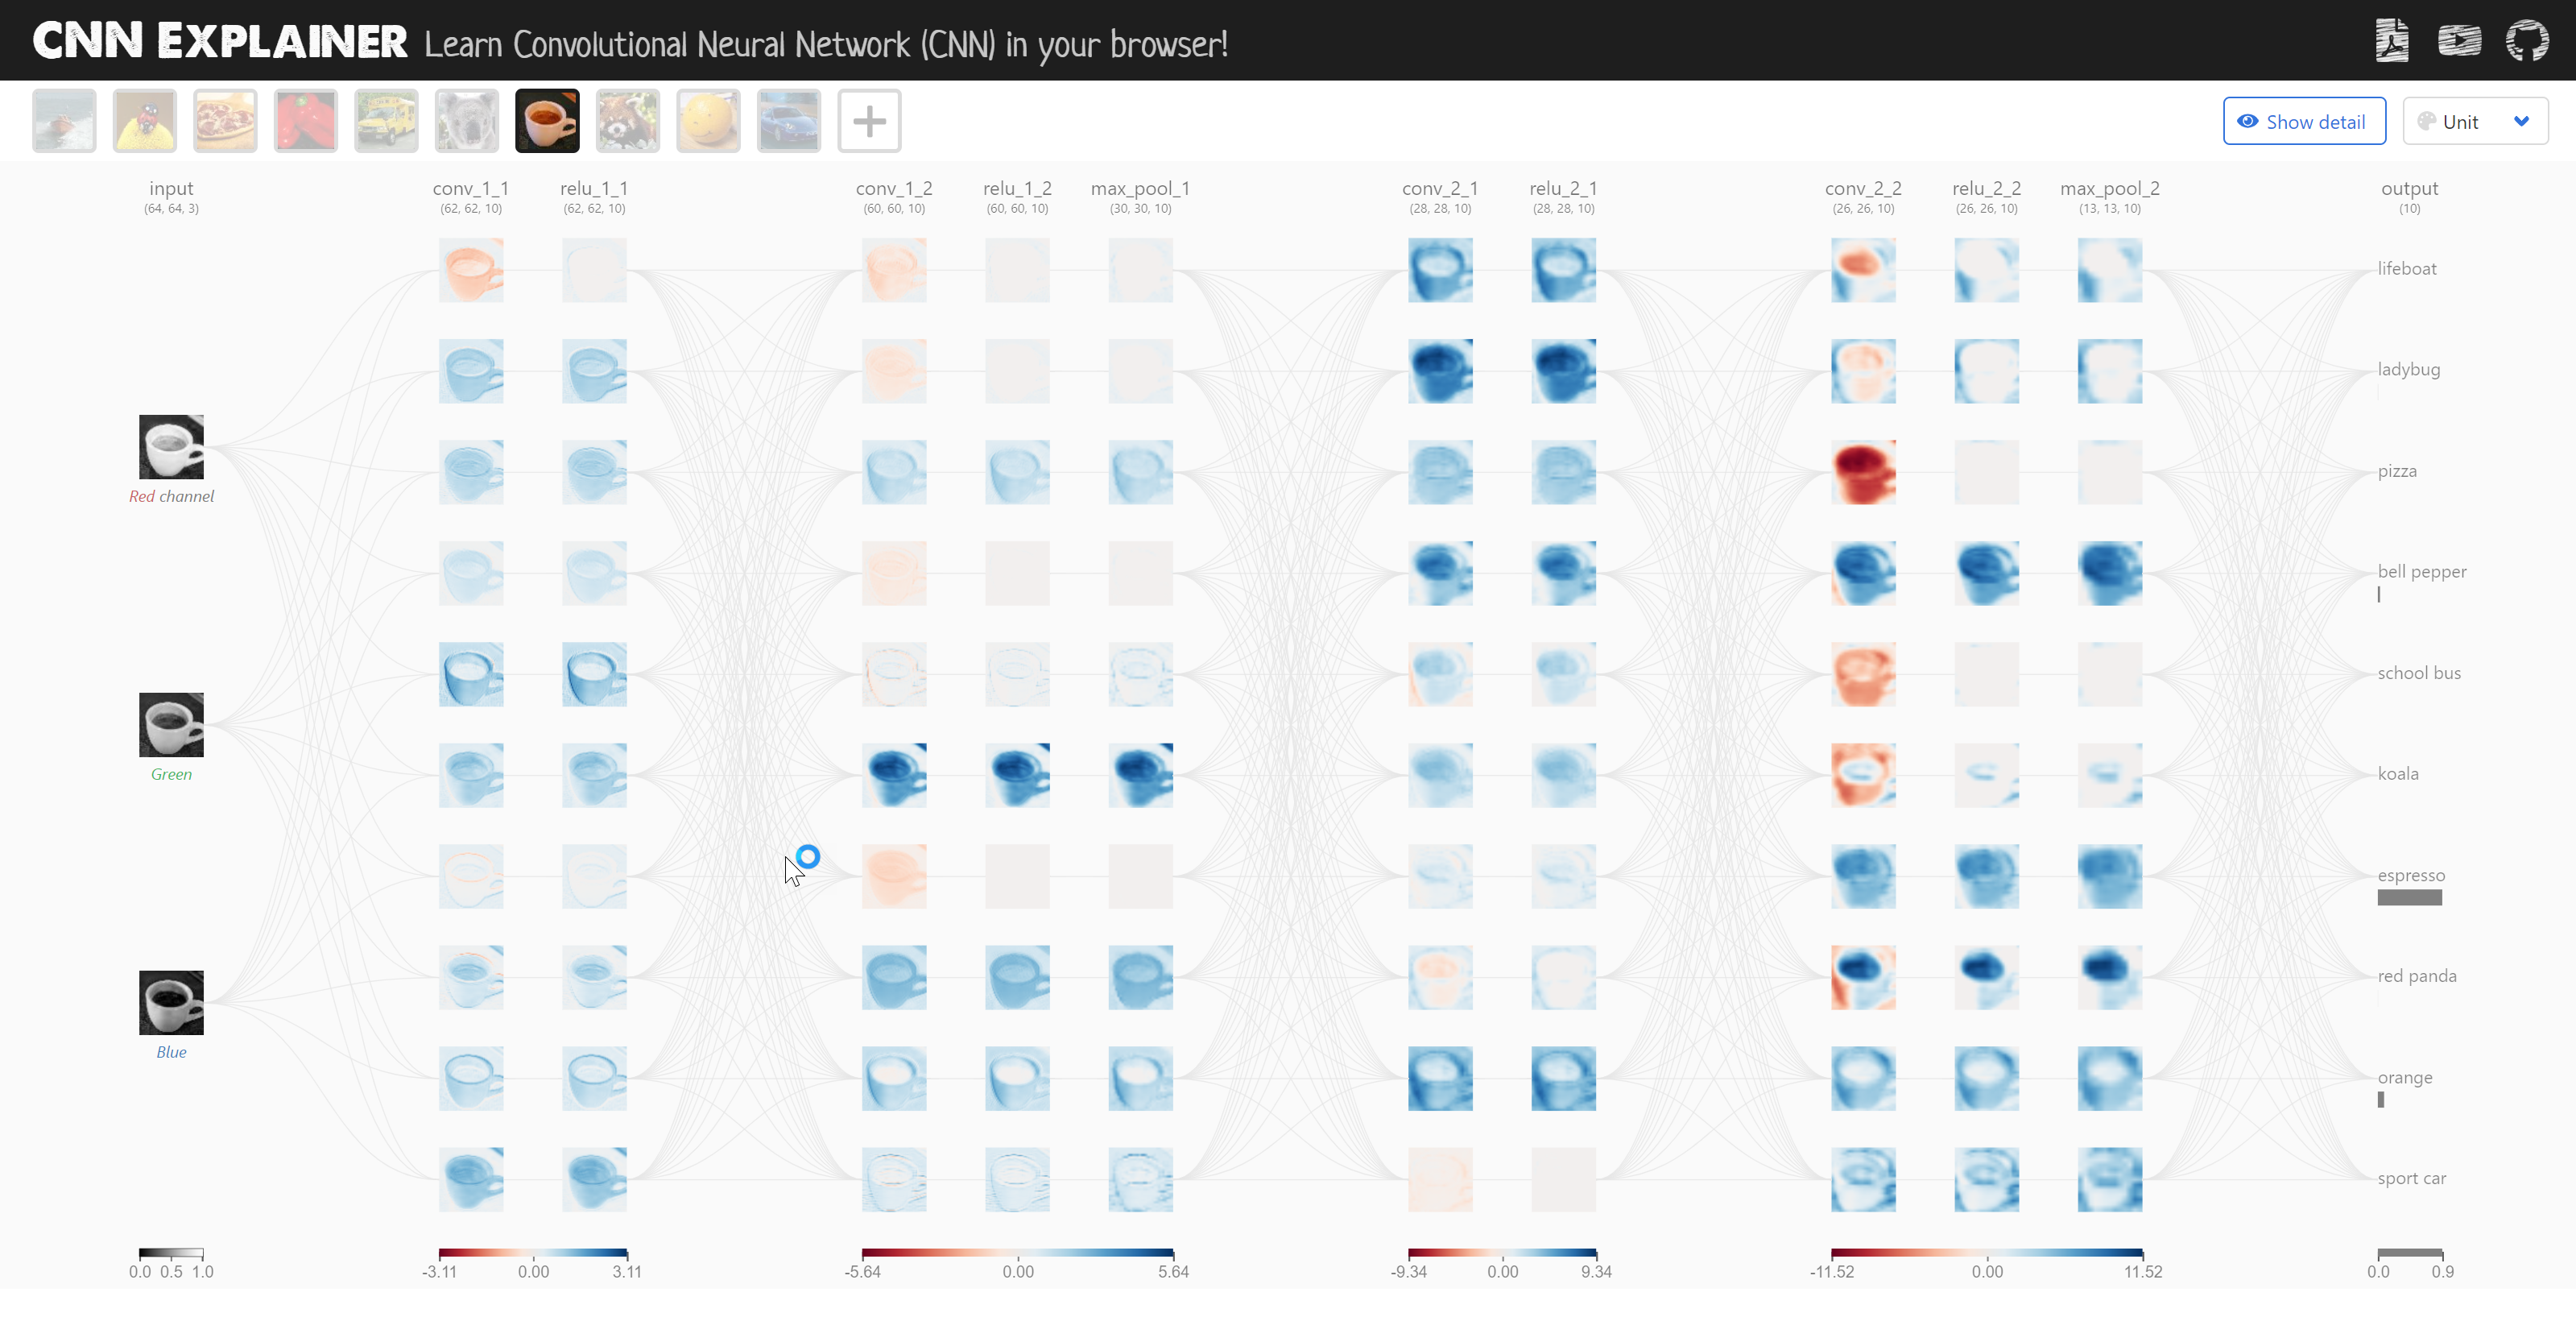 CNN EXPLAINER Learn Convolutional Neural Network (CNN) in your browser!
Show detail
Unit
input conv_1_1 relu_1_1 conv_1_2 relu_1_2 max_pool_1 conv_2_1 relu_2_1 conv_2_2 relu_2_2 max_pool_2 output
(64, 64, 3) (62, 62, 10) (62, 62, 10) (60, 60, 10) (60, 60, 10) (30, 30, 10) (28, 28, 10) (28, 28, 10) (26, 26, 10) (26, 26, 10) (13, 13, 10) (10)
lifeboat
ladybug
pizza
Red channel
bell pepper
school bus
Green
koala
espresso
red panda
Blue
orange
sport car
0.0 0.5 1.0 -3.11 0.00 3.11 -5.64 0.00 5.64 -9.34 0.00 9.34 -11.52 0.00 11.52 0.0 0.9